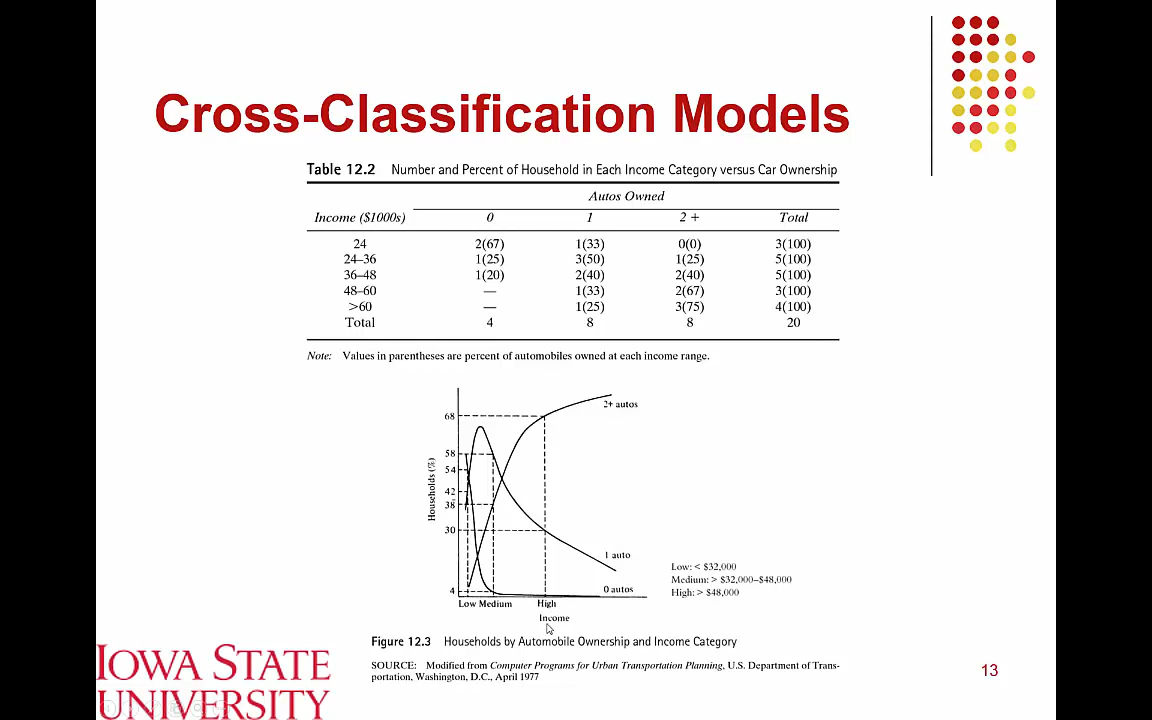 Cross-Classification Models
Table 12.2 Number and Percent of Household in Each Income Category versus Car Ownership
Autos Owned
Income ($1000s) 0 1 2 + Total
24 2(67) 1(33) 0(0) 3(100)
24–36 1(25) 3(50) 1(25) 5(100)
36–48 1(20) 2(40) 2(40) 5(100)
48–60 — 1(33) 2(67) 3(100)
>60 — 1(25) 3(75) 4(100)
Total 4 8 8 20
Note: Values in parentheses are percent of automobiles owned at each income range.
2+ autos
68
58
54
42
38
30
4
Households (%)
1 auto
0 autos
Low Medium High
Income
Low: < $32,000
Medium: > $32,000–$48,000
High: > $48,000
Figure 12.3 Households by Automobile Ownership and Income Category
SOURCE: Modified from Computer Programs for Urban Transportation Planning, U.S. Department of Trans-
portation, Washington, D.C., April 1977
IOWA STATE
UNIVERSITY
13